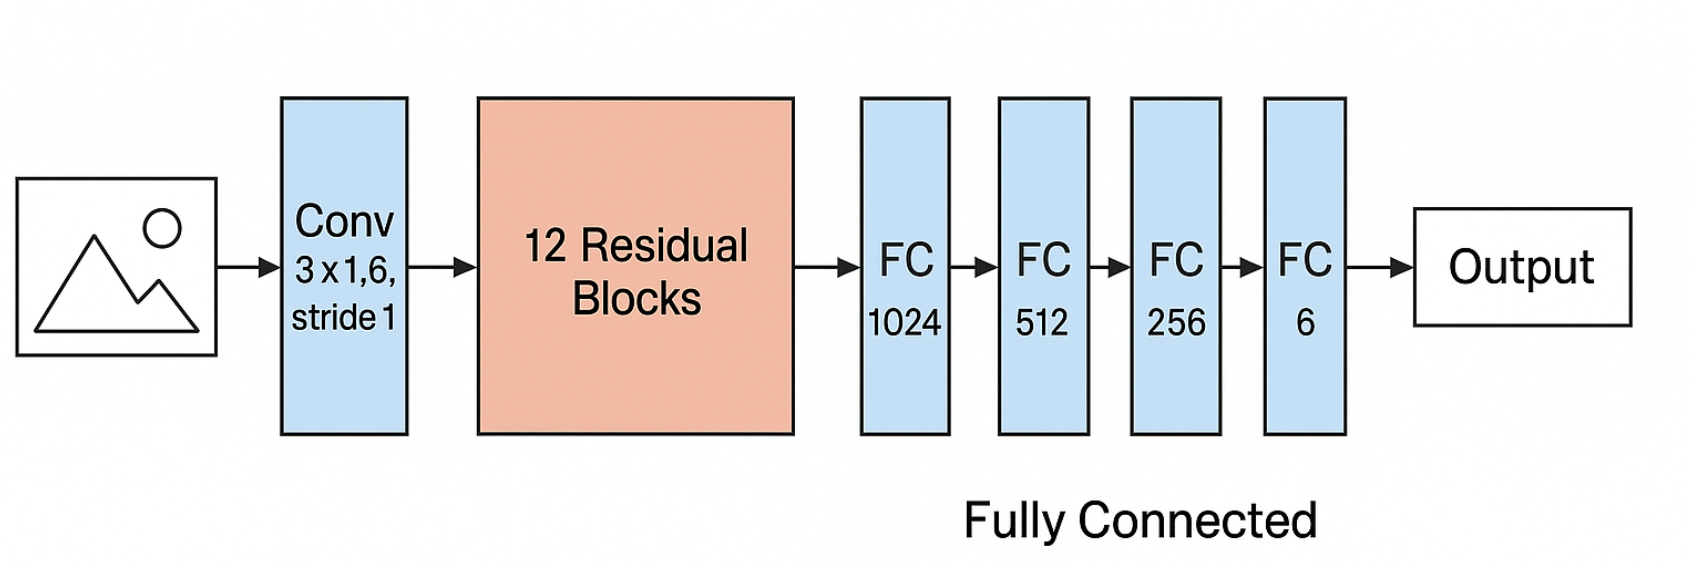 Conv
3 x 1,6,
stride 1
12 Residual
Blocks
FC
1024
FC
512
FC
256
FC
6
Output
Fully Connected